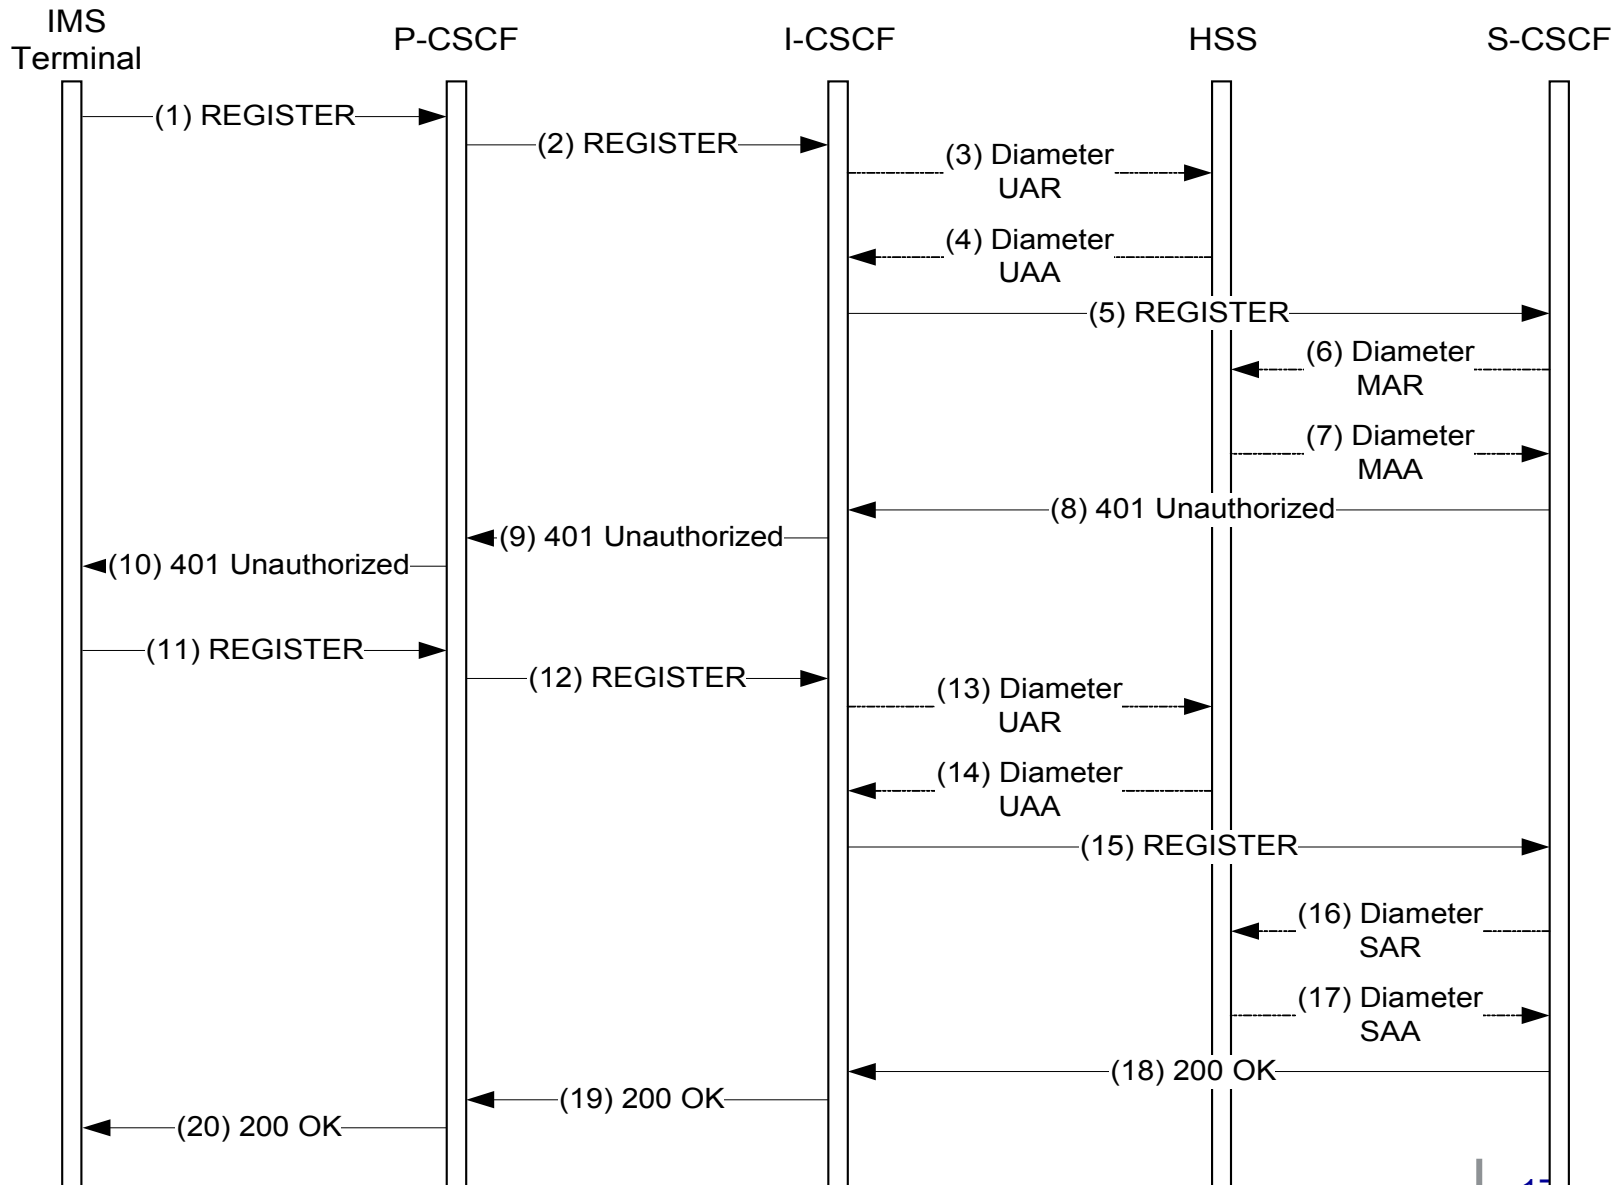 IMS
Terminal
P-CSCF
I-CSCF
HSS
S-CSCF
(1) REGISTER
(2) REGISTER
(3) Diameter
UAR
(4) Diameter
UAA
(5) REGISTER
(6) Diameter
MAR
(7) Diameter
MAA
(8) 401 Unauthorized
(9) 401 Unauthorized
(10) 401 Unauthorized
(11) REGISTER
(12) REGISTER
(13) Diameter
UAR
(14) Diameter
UAA
(15) REGISTER
(16) Diameter
SAR
(17) Diameter
SAA
(18) 200 OK
(19) 200 OK
(20) 200 OK